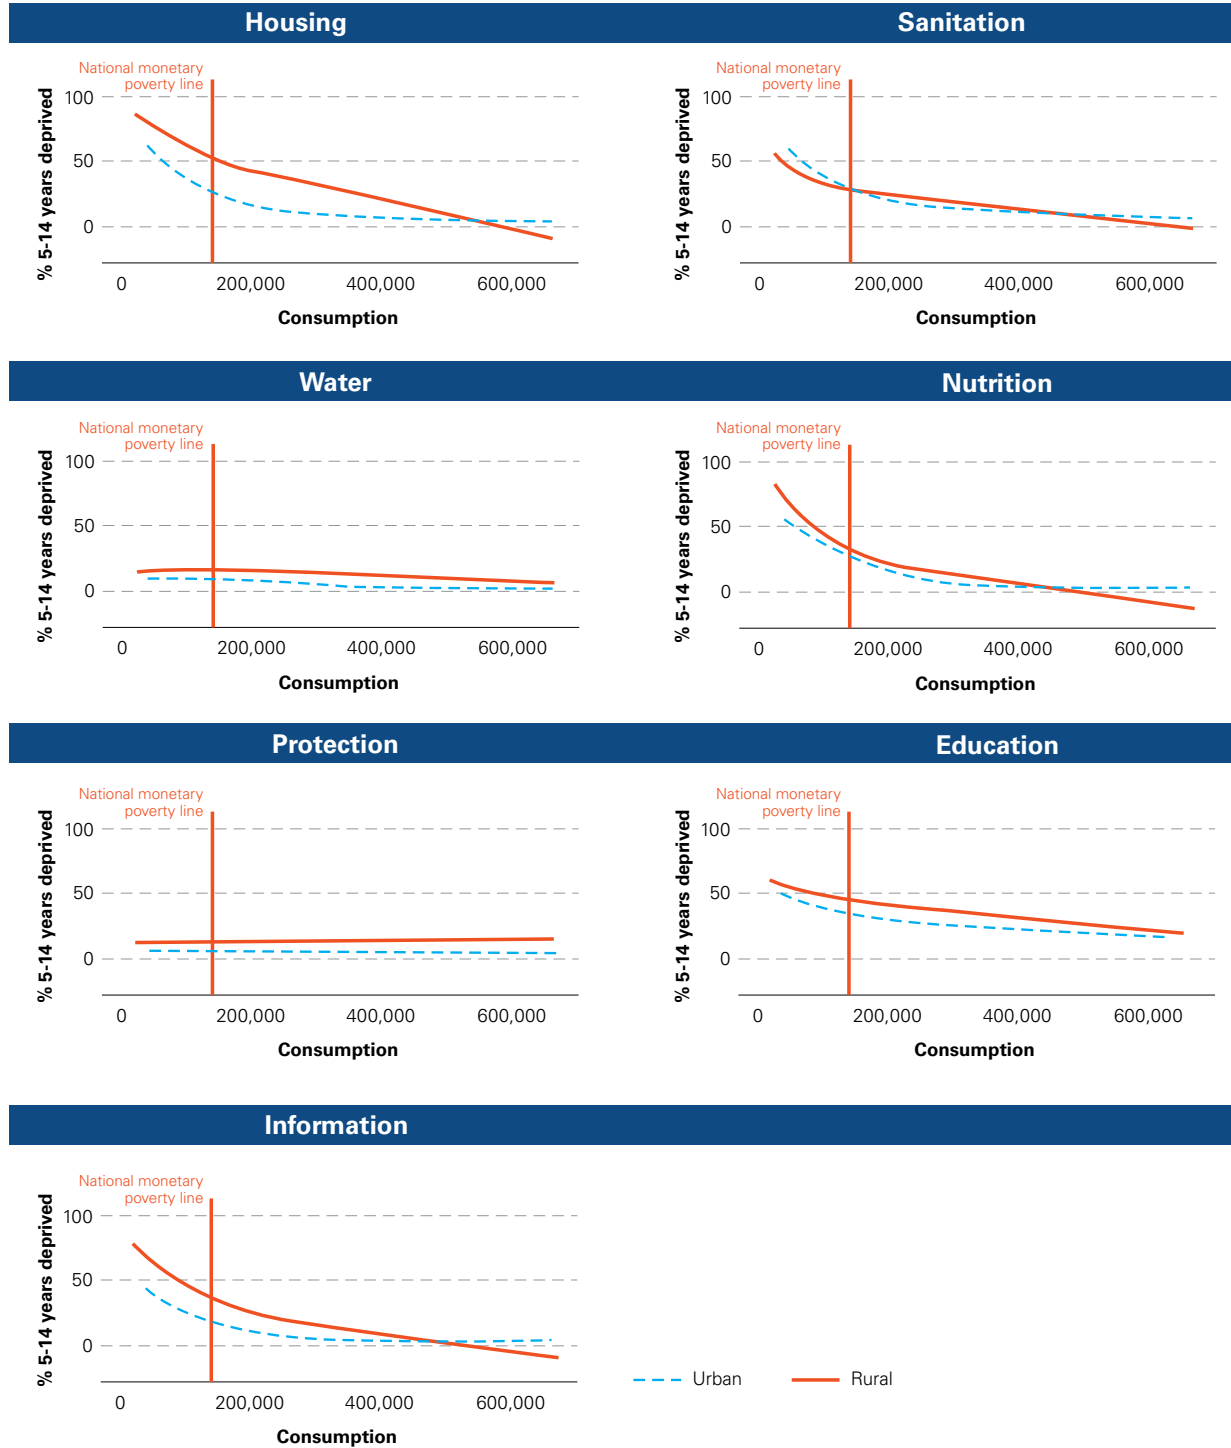 Housing
National monetary
poverty line
% 5-14 years deprived
100
50
0
0 200,000 400,000 600,000
Consumption
Sanitation
National monetary
poverty line
% 5-14 years deprived
100
50
0
0 200,000 400,000 600,000
Consumption
Water
National monetary
poverty line
% 5-14 years deprived
100
50
0
0 200,000 400,000 600,000
Consumption
Nutrition
National monetary
poverty line
% 5-14 years deprived
100
50
0
0 200,000 400,000 600,000
Consumption
Protection
National monetary
poverty line
% 5-14 years deprived
100
50
0
0 200,000 400,000 600,000
Consumption
Education
National monetary
poverty line
% 5-14 years deprived
100
50
0
0 200,000 400,000 600,000
Consumption
Information
National monetary
poverty line
% 5-14 years deprived
100
50
0
0 200,000 400,000 600,000
Consumption
Urban Rural